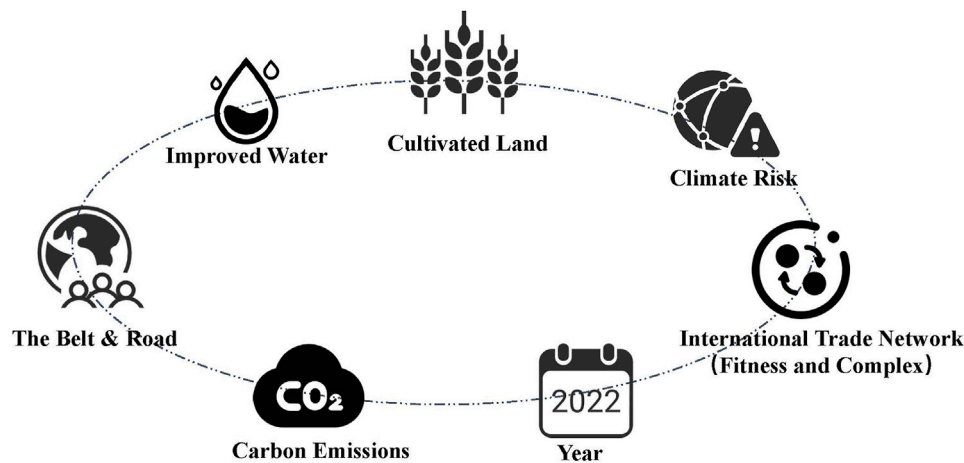 Cultivated Land
Improved Water
!
Climate Risk
The Belt & Road
International Trade Network
(Fitness and Complex)
CO₂
Carbon Emissions
2022
Year